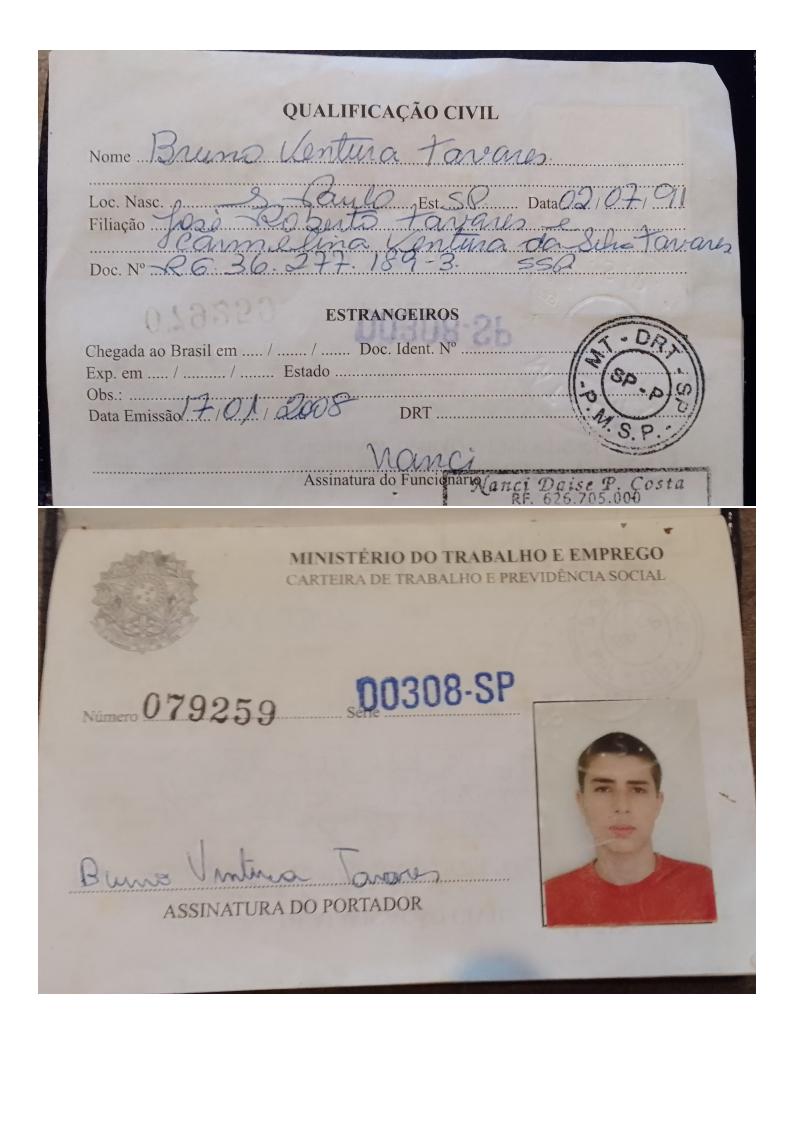 QUALIFICAÇÃO CIVIL
Nome Bruno Ventura Tavares
Loc. Nasc. S. Paulo Est. SP Data 02/07/91
Filiação José Roberto Tavares e
Carmelina Ventura da Silva Tavares
Doc. Nº RG. 36.277.189-3. SSP
079259 00308-SP
ESTRANGEIROS
Chegada ao Brasil em ..... / ....... / ...... Doc. Ident. Nº
Exp. em ..... / .......... / ........ Estado
Obs.:
Data Emissão 17/01/2008 DRT
MT - DRT - SP
SP - P
- P.M.S.P. -
Nanci
Assinatura do Funcionário
Nanci Daise P. Costa
RF. 626.705.000
MINISTÉRIO DO TRABALHO E EMPREGO
CARTEIRA DE TRABALHO E PREVIDÊNCIA SOCIAL
Número 079259 Série 00308-SP
Bruno Ventura Tavares
ASSINATURA DO PORTADOR